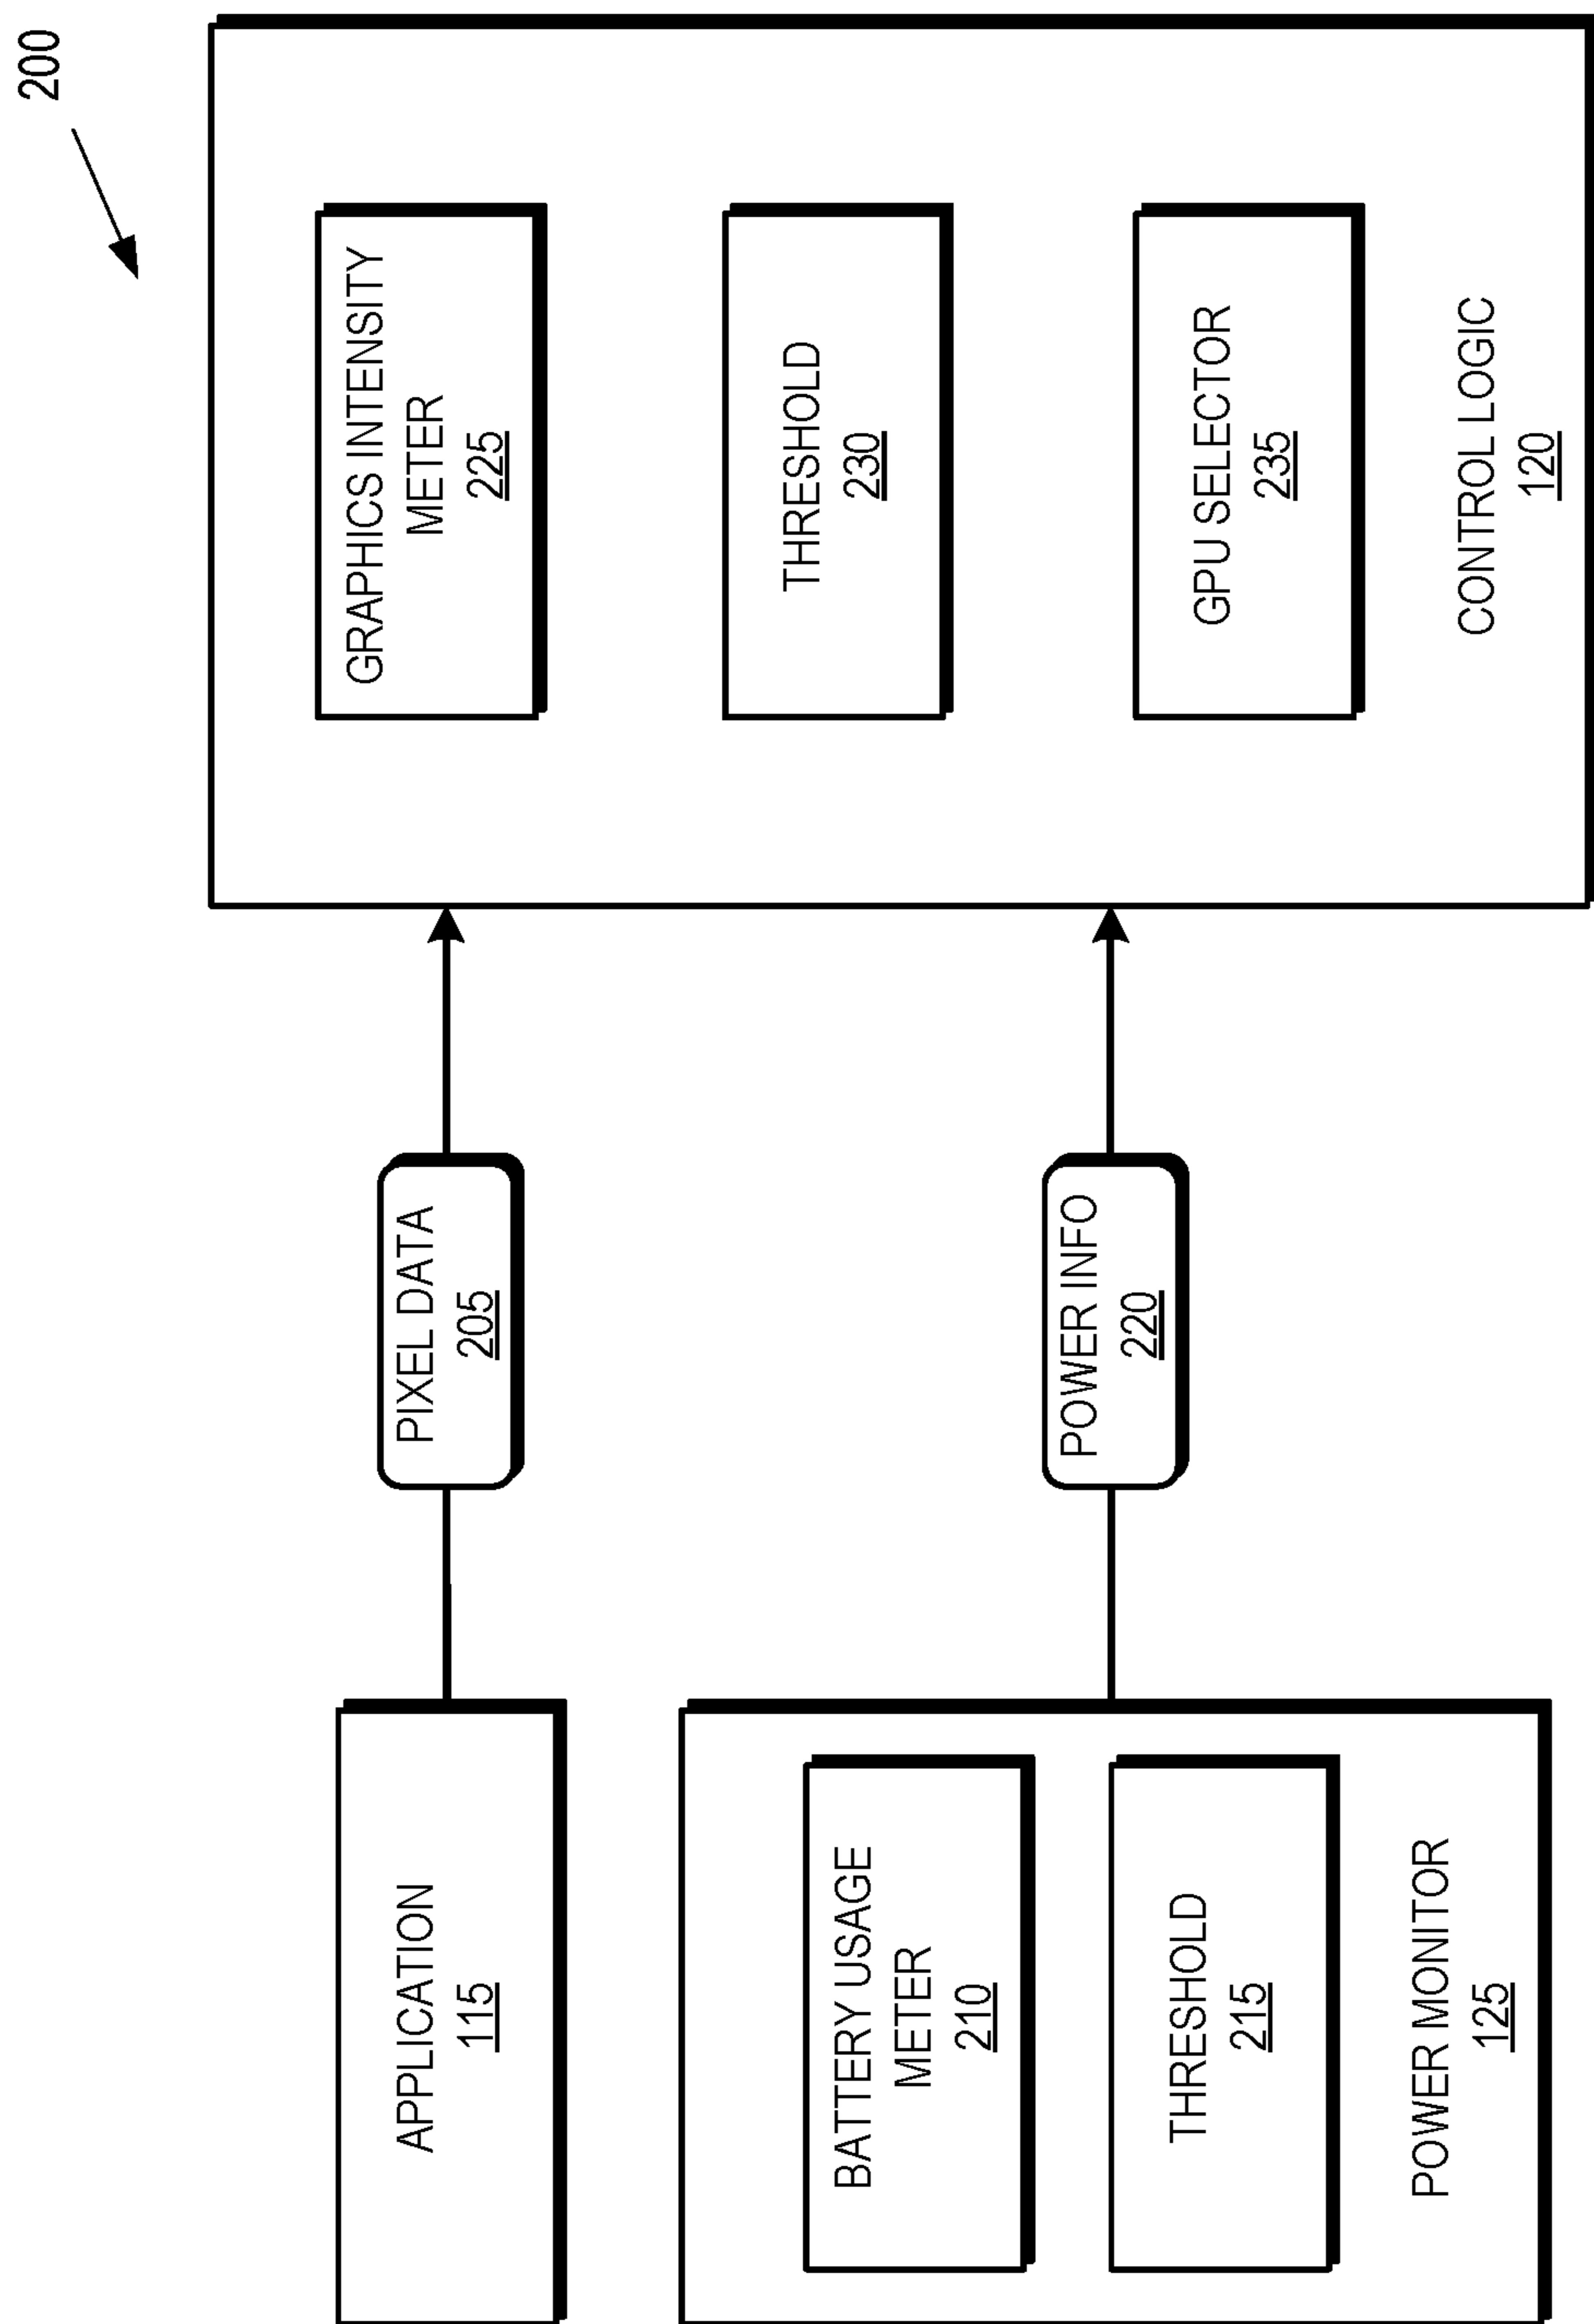 200
APPLICATION
115
PIXEL DATA
205
GRAPHICS INTENSITY
METER
225
THRESHOLD
230
GPU SELECTOR
235
CONTROL LOGIC
120
BATTERY USAGE
METER
210
THRESHOLD
215
POWER MONITOR
125
POWER INFO
220